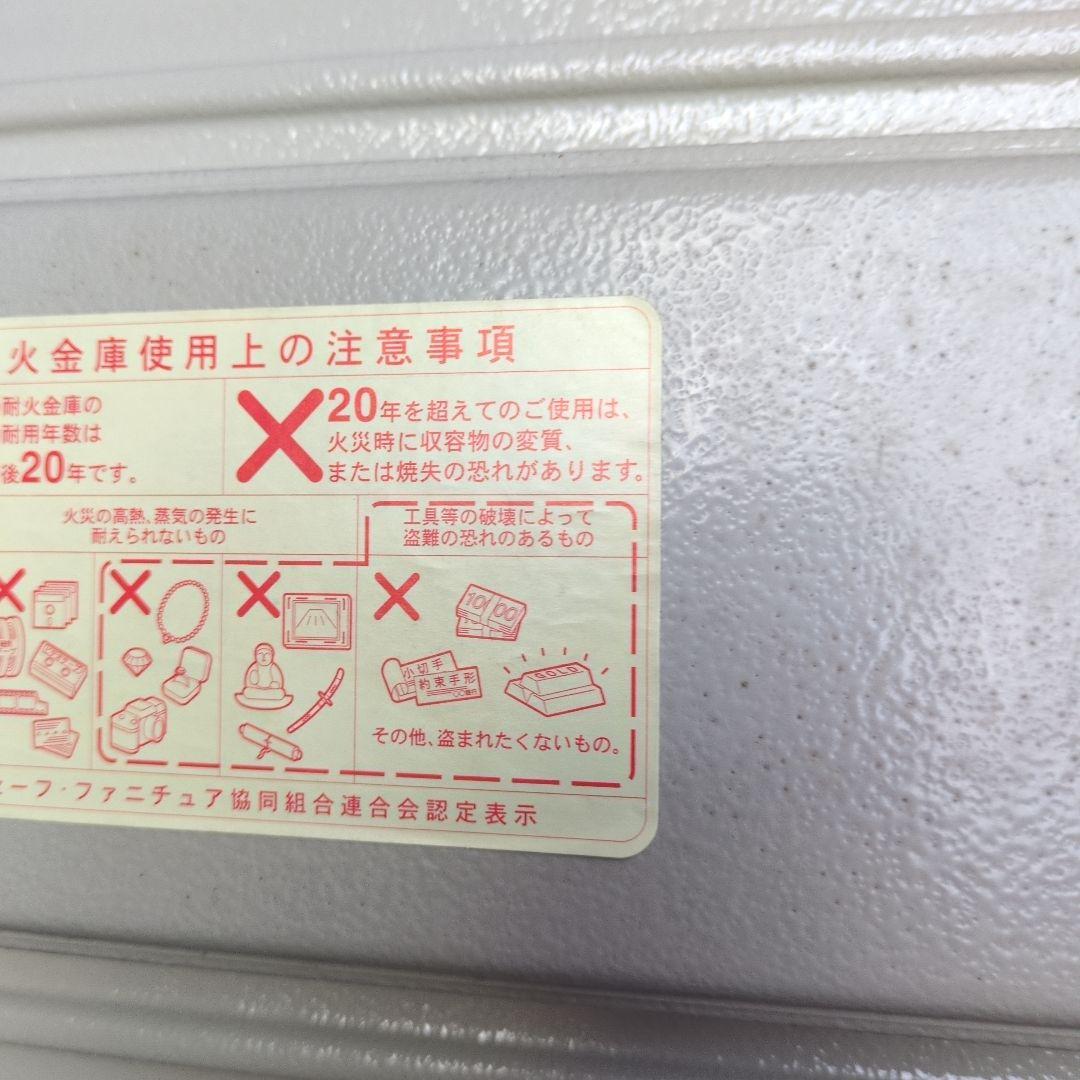 火金庫使用上の注意事項
耐火金庫の
耐用年数は
後20年です。
20年を超えてのご使用は、
火災時に収容物の変質、
または焼失の恐れがあります。
火災の高熱、蒸気の発生に
耐えられないもの
工具等の破壊によって
盗難の恐れのあるもの
小切手
約束手形
GOLD
その他、盗まれたくないもの。
ーフ・ファニチュア協同組合連合会認定表示